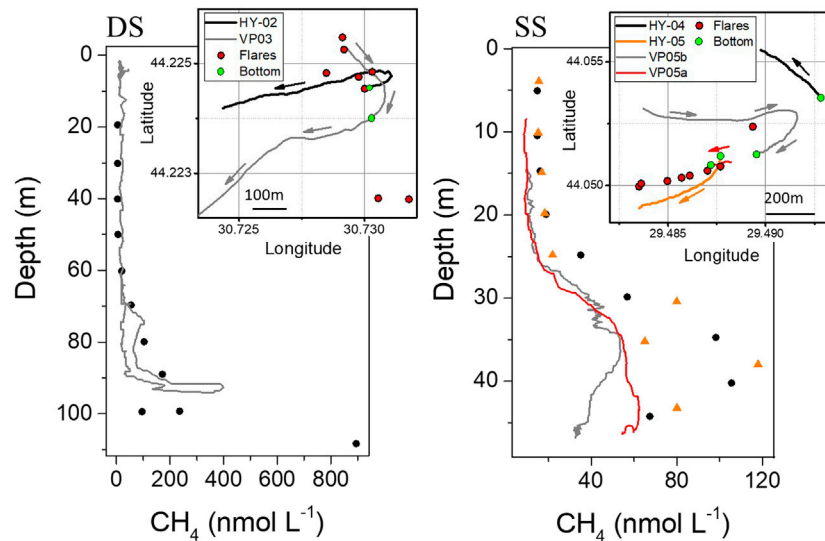 DS
HY-02
VP03
Flares
Bottom
44.225
44.223
Latitude
100m
30.725
30.730
Longitude
0
20
40
60
80
100
Depth (m)
0
200
400
600
800
CH4 (nmol L-1)
SS
HY-04
HY-05
VP05b
VP05a
Flares
Bottom
44.055
44.050
Latitude
200m
29.485
29.490
Longitude
0
10
20
30
40
Depth (m)
40
80
120
CH4 (nmol L-1)